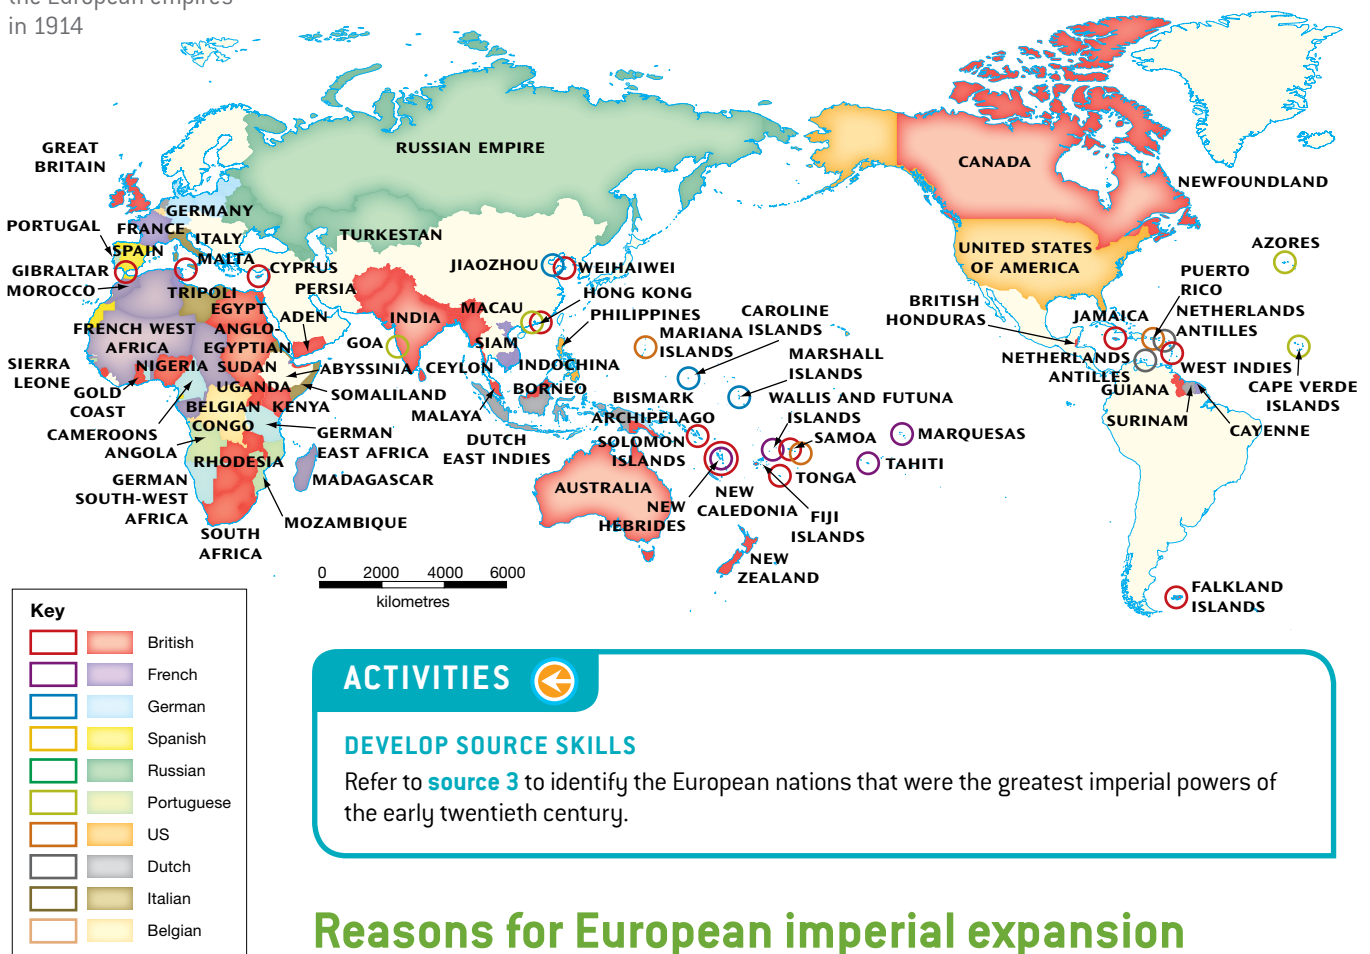 the European empires
in 1914
GREAT
BRITAIN
PORTUGAL
GERMANY
FRANCE
SPAIN
ITALY
MALTA
GIBRALTAR
MOROCCO
CYPRUS
PERSIA
TRIPOLI
EGYPT
ADEN
ANGLO-
EGYPTIAN
SUDAN
FRENCH WEST
AFRICA
SIERRA
LEONE
NIGERIA
GOLD
COAST
UGANDA
ABYSSINIA
SOMALILAND
BELGIAN
CONGO
KENYA
CAMEROONS
ANGOLA
GERMAN
EAST AFRICA
RHODESIA
GERMAN
SOUTH-WEST
AFRICA
MADAGASCAR
MOZAMBIQUE
SOUTH
AFRICA
RUSSIAN EMPIRE
TURKESTAN
JIAOZHOU
WEIHAIWEI
HONG KONG
MACAU
PHILIPPINES
INDIA
GOA
SIAM
CEYLON
INDOCHINA
MALAYA
BORNEO
DUTCH
EAST INDIES
MARIANA
ISLANDS
CAROLINE
ISLANDS
MARSHALL
ISLANDS
BISMARK
ARCHIPELAGO
WALLIS AND FUTUNA
ISLANDS
SOLOMON
ISLANDS
SAMOA
MARQUESAS
TAHITI
TONGA
AUSTRALIA
NEW
HEBRIDES
NEW
CALEDONIA
FIJI
ISLANDS
NEW
ZEALAND
CANADA
NEWFOUNDLAND
UNITED STATES
OF AMERICA
AZORES
PUERTO
RICO
BRITISH
HONDURAS
JAMAICA
NETHERLANDS
ANTILLES
NETHERLANDS
ANTILLES
WEST INDIES
GUIANA
CAPE VERDE
ISLANDS
SURINAM
CAYENNE
FALKLAND
ISLANDS
0 2000 4000 6000
kilometres
Key
British
French
German
Spanish
Russian
Portuguese
US
Dutch
Italian
Belgian
ACTIVITIES
DEVELOP SOURCE SKILLS
Refer to source 3 to identify the European nations that were the greatest imperial powers of
the early twentieth century.
Reasons for European imperial expansion